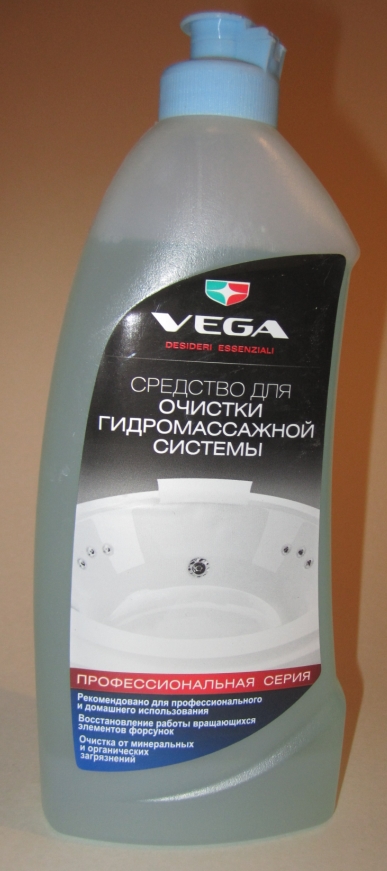 VEGA
DESIDERI ESSENZIALI
СРЕДСТВО ДЛЯ
ОЧИСТКИ
ГИДРОМАССАЖНОЙ
СИСТЕМЫ
ПРОФЕССИОНАЛЬНАЯ СЕРИЯ
Рекомендовано для профессионального
и домашнего использования
Восстановление работы вращающихся
элементов форсунок
Очистка от минеральных
и органических
загрязнений